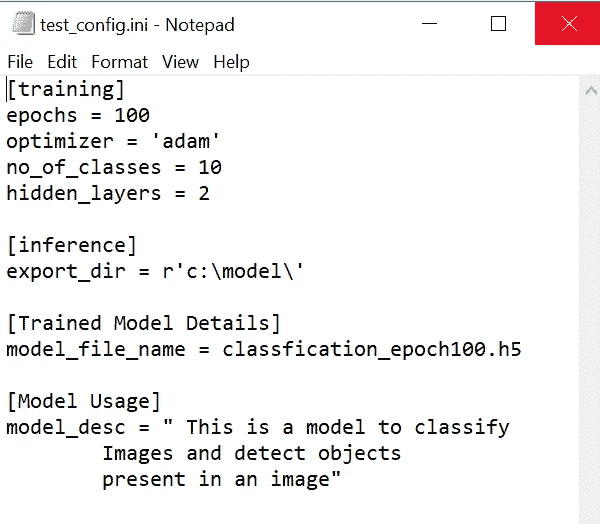 test_config.ini - Notepad
File Edit Format View Help
[training]
epochs = 100
optimizer = 'adam'
no_of_classes = 10
hidden_layers = 2
[inference]
export_dir = r'c:\model\'
[Trained Model Details]
model_file_name = classfication_epoch100.h5
[Model Usage]
model_desc = " This is a model to classify
Images and detect objects
present in an image"